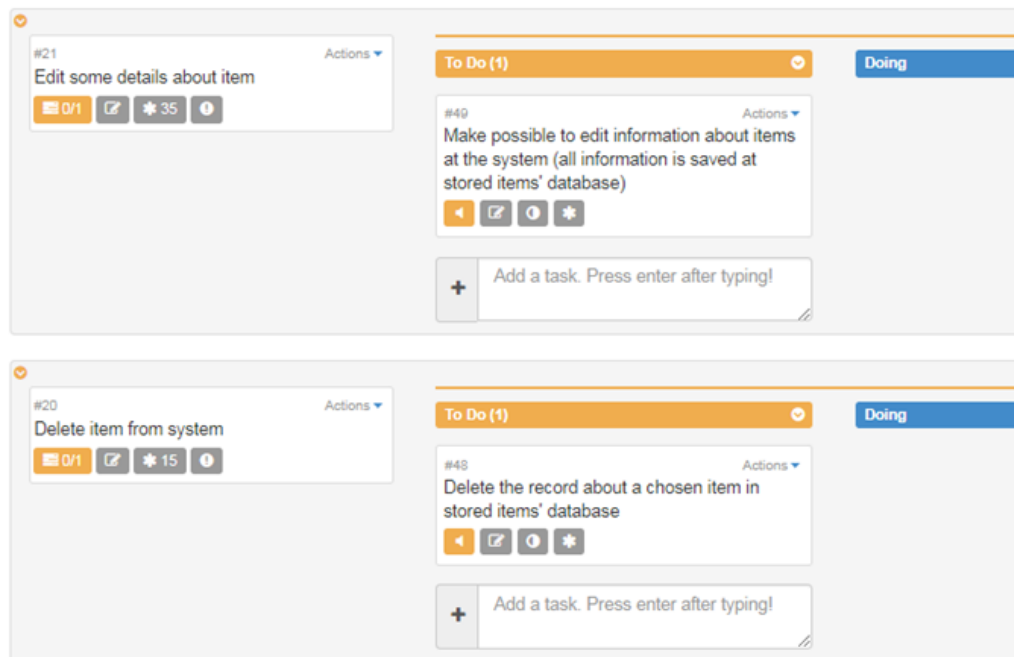 #21 Actions
Edit some details about item
0/1 35
To Do (1)
Doing
#49 Actions
Make possible to edit information about items
at the system (all information is saved at
stored items' database)
Add a task. Press enter after typing!
#20 Actions
Delete item from system
0/1 15
To Do (1)
Doing
#48 Actions
Delete the record about a chosen item in
stored items' database
Add a task. Press enter after typing!